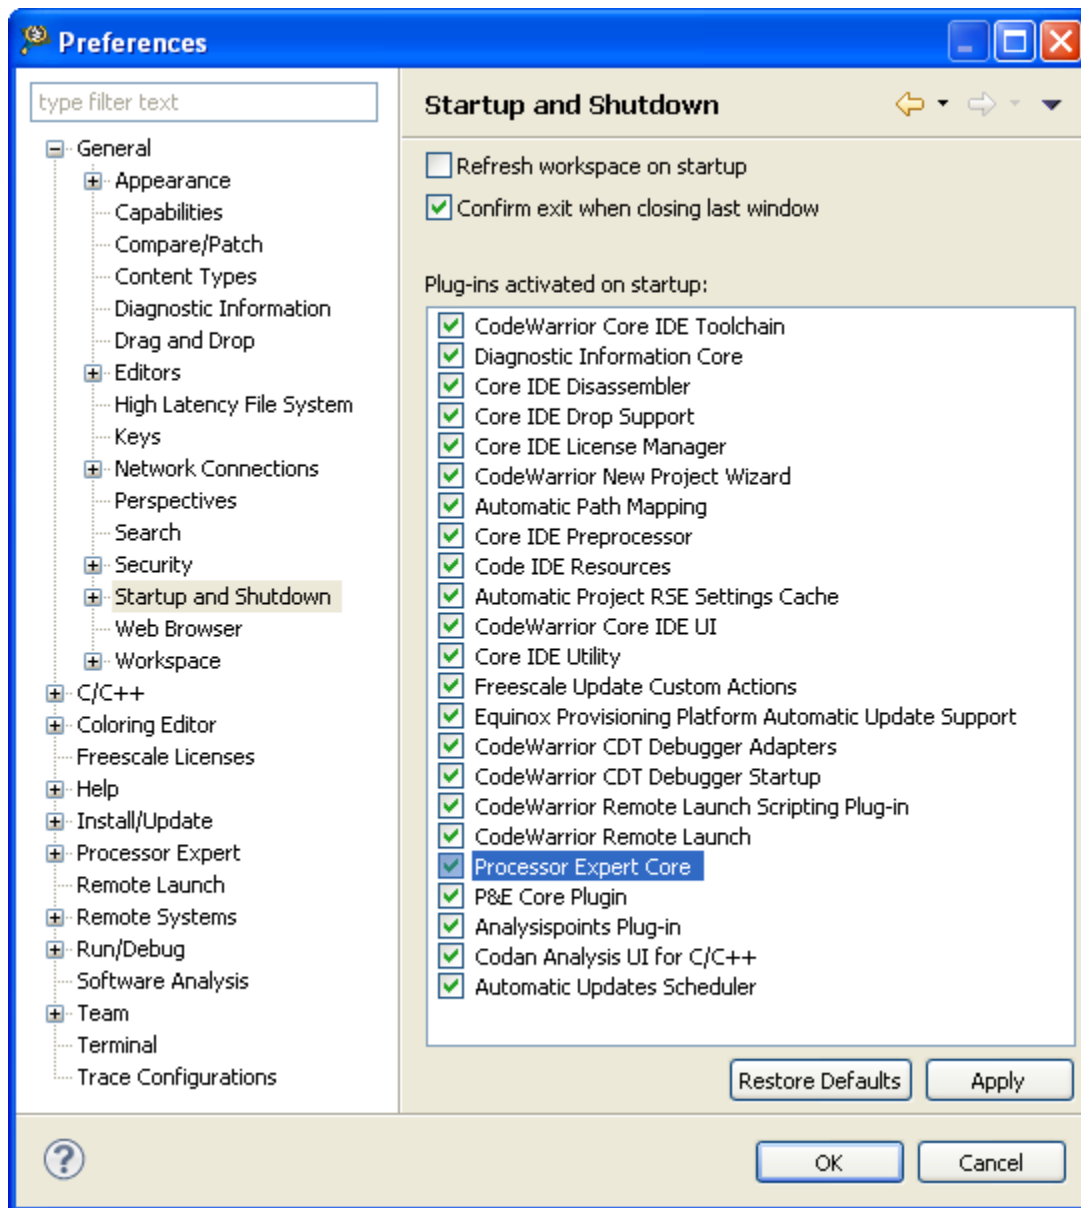 Preferences
type filter text
General
Appearance
Capabilities
Compare/Patch
Content Types
Diagnostic Information
Drag and Drop
Editors
High Latency File System
Keys
Network Connections
Perspectives
Search
Security
Startup and Shutdown
Web Browser
Workspace
C/C++
Coloring Editor
Freescale Licenses
Help
Install/Update
Processor Expert
Remote Launch
Remote Systems
Run/Debug
Software Analysis
Team
Terminal
Trace Configurations
Startup and Shutdown
Refresh workspace on startup
Confirm exit when closing last window
Plug-ins activated on startup:
CodeWarrior Core IDE Toolchain
Diagnostic Information Core
Core IDE Disassembler
Core IDE Drop Support
Core IDE License Manager
CodeWarrior New Project Wizard
Automatic Path Mapping
Core IDE Preprocessor
Code IDE Resources
Automatic Project RSE Settings Cache
CodeWarrior Core IDE UI
Core IDE Utility
Freescale Update Custom Actions
Equinox Provisioning Platform Automatic Update Support
CodeWarrior CDT Debugger Adapters
CodeWarrior CDT Debugger Startup
CodeWarrior Remote Launch Scripting Plug-in
CodeWarrior Remote Launch
Processor Expert Core
P&E Core Plugin
Analysispoints Plug-in
Codan Analysis UI for C/C++
Automatic Updates Scheduler
Restore Defaults
Apply
?
OK
Cancel